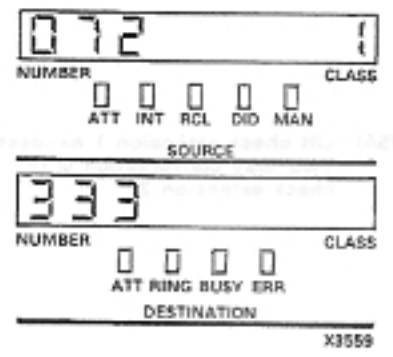 072 1
NUMBER CLASS
ATT INT RCL DID MAN
SOURCE
333
NUMBER CLASS
ATT RING BUSY ERR
DESTINATION
X3559